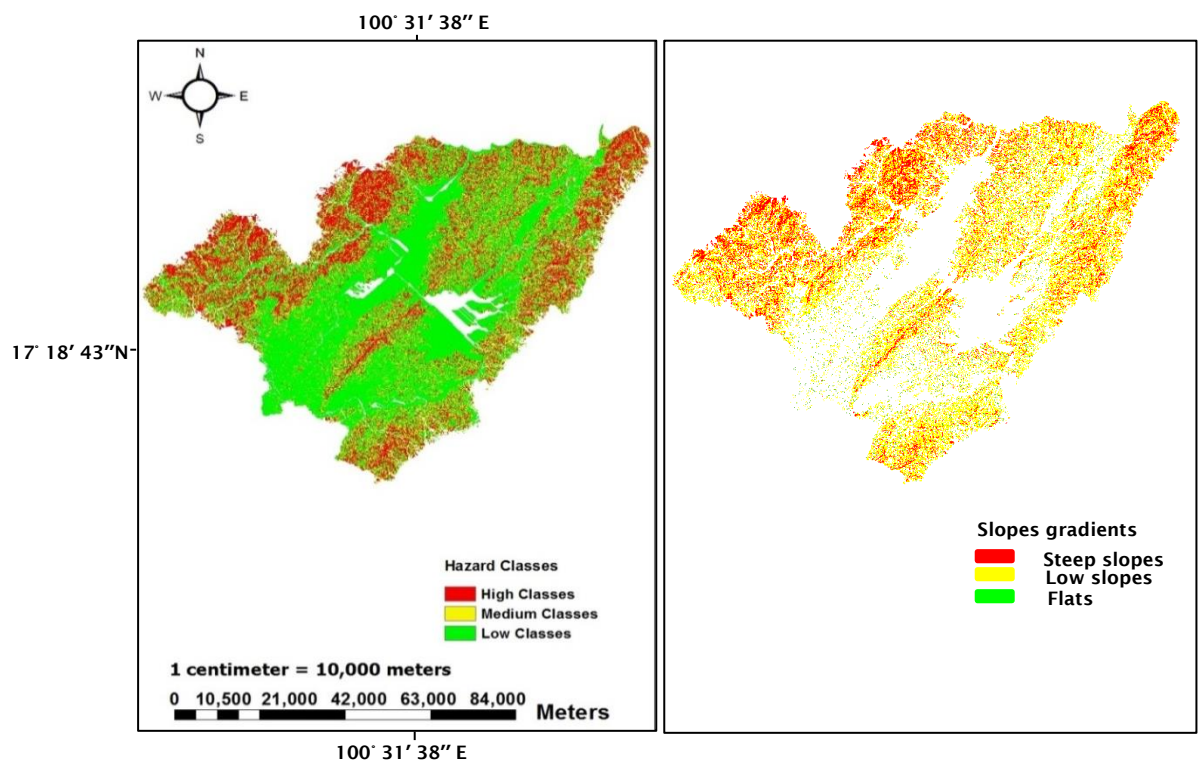 100° 31′ 38″ E
N
W E
S
17° 18′ 43″N
Hazard Classes
High Classes
Medium Classes
Low Classes
1 centimeter = 10,000 meters
0 10,500 21,000 42,000 63,000 84,000
Meters
100° 31′ 38″ E
Slopes gradients
Steep slopes
Low slopes
Flats